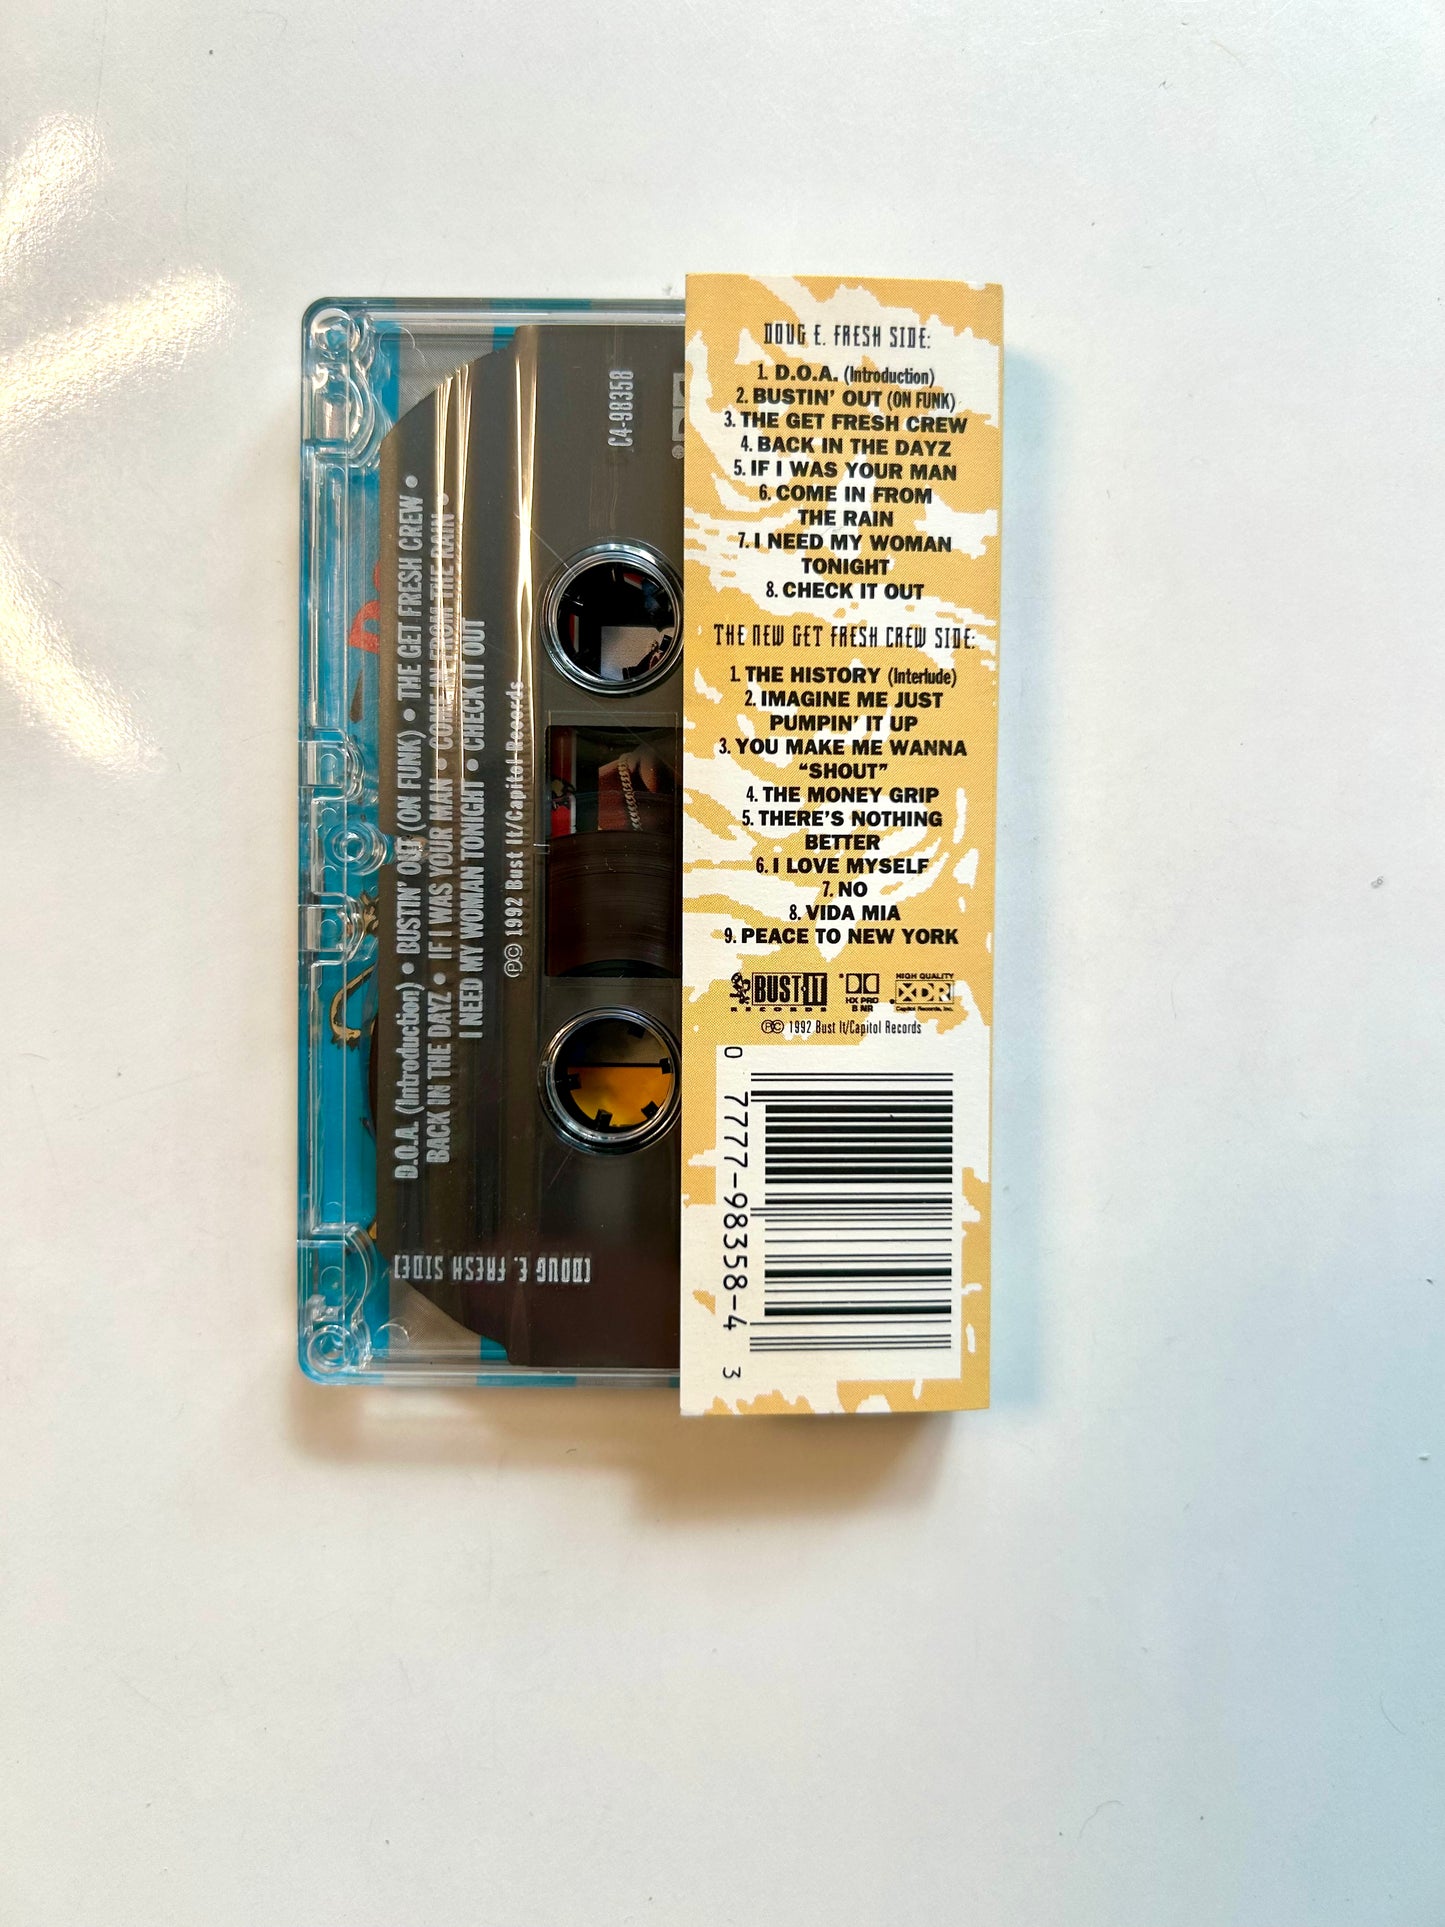 DOUG E. FRESH SIDE:
1. D.O.A. (Introduction)
2. BUSTIN' OUT (ON FUNK)
3. THE GET FRESH CREW
4. BACK IN THE DAYZ
5. IF I WAS YOUR MAN
6. COME IN FROM
THE RAIN
7. I NEED MY WOMAN
TONIGHT
8. CHECK IT OUT
THE NEW GET FRESH CREW SIDE:
1. THE HISTORY (Interlude)
2. IMAGINE ME JUST
PUMPIN' IT UP
3. YOU MAKE ME WANNA
"SHOUT"
4. THE MONEY GRIP
5. THERE'S NOTHING
BETTER
6. I LOVE MYSELF
7. NO
8. VIDA MIA
9. PEACE TO NEW YORK
BUST IT
RECORDS
HX PRO
B NR
HIGH QUALITY
XDR
Capitol Records, Inc.
℗© 1992 Bust It/Capitol Records
0 7777-98358-4 3
D.O.A. (Introduction) • BUSTIN' OUT (ON FUNK) • THE GET FRESH CREW •
BACK IN THE DAYZ • IF I WAS YOUR MAN • COME IN FROM THE RAIN •
I NEED MY WOMAN TONIGHT • CHECK IT OUT
℗© 1992 Bust It/Capitol Records
C4-98358
[DOUG E. FRESH SIDE]